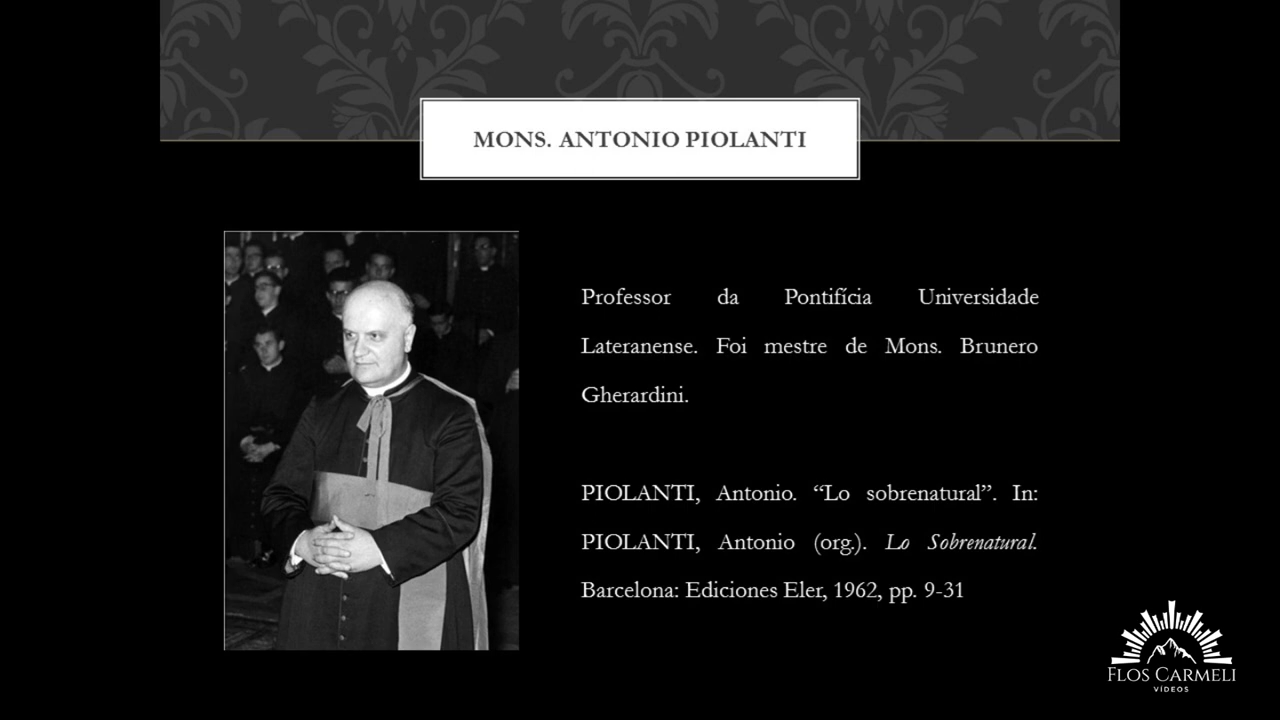 MONS. ANTONIO PIOLANTI
Professor da Pontifícia Universidade
Lateranense. Foi mestre de Mons. Brunero
Gherardini.
PIOLANTI, Antonio. “Lo sobrenatural”. In:
PIOLANTI, Antonio (org.). Lo Sobrenatural.
Barcelona: Ediciones Eler, 1962, pp. 9-31
FLOS CARMELI
VÍDEOS